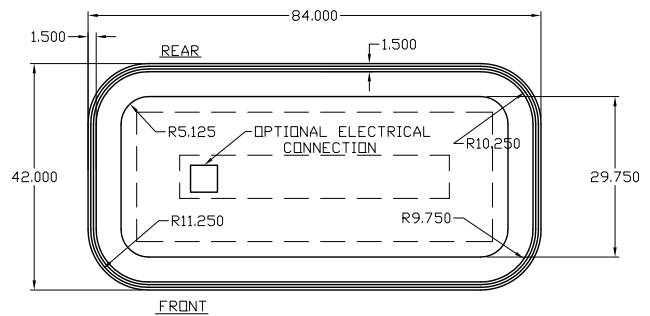 84.000
1.500
REAR
1.500
R5.125
OPTIONAL ELECTRICAL
CONNECTION
R10.250
42.000
29.750
R11.250
R9.750
FRONT